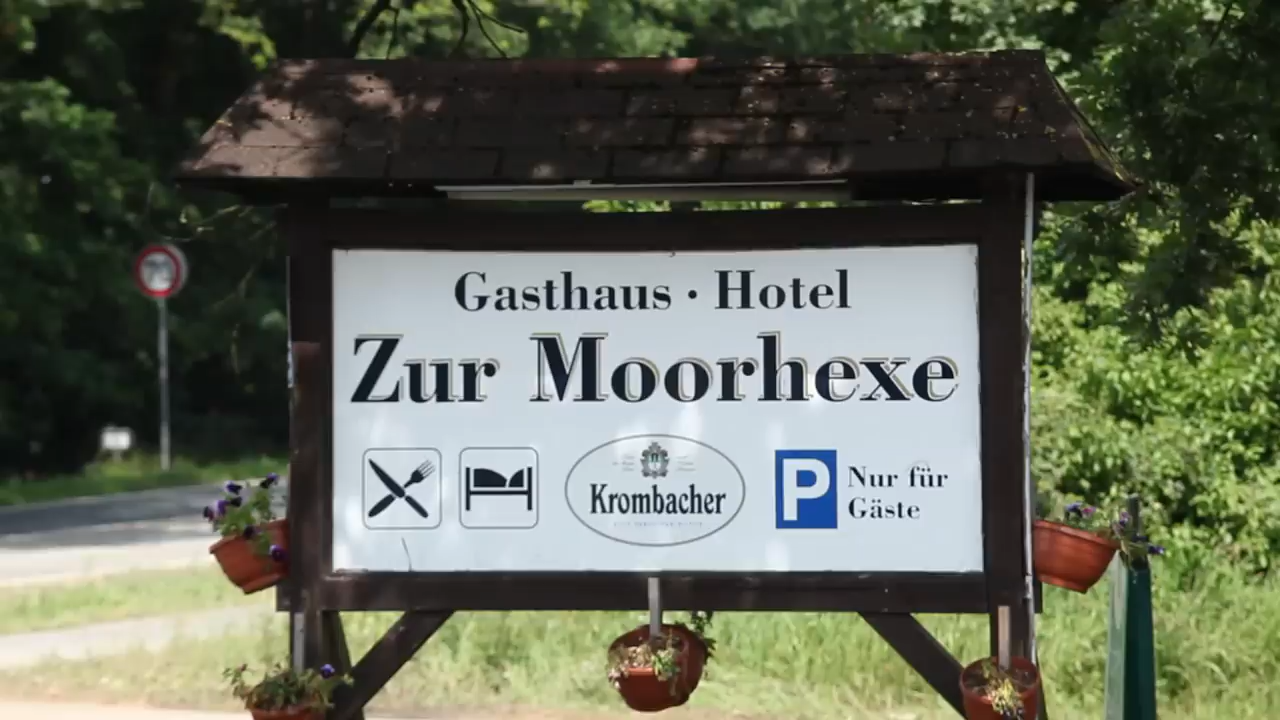 Gasthaus · Hotel
Zur Moorhexe
Krombacher
P
Nur für
Gäste